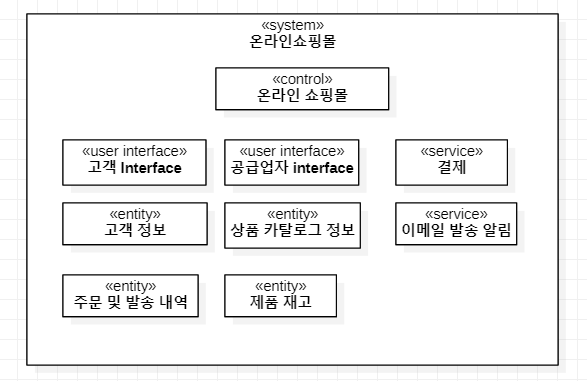 «system»
온라인쇼핑몰
«control»
온라인 쇼핑몰
«user interface»
고객 Interface
«user interface»
공급업자 interface
«service»
결제
«entity»
고객 정보
«entity»
상품 카탈로그 정보
«service»
이메일 발송 알림
«entity»
주문 및 발송 내역
«entity»
제품 재고